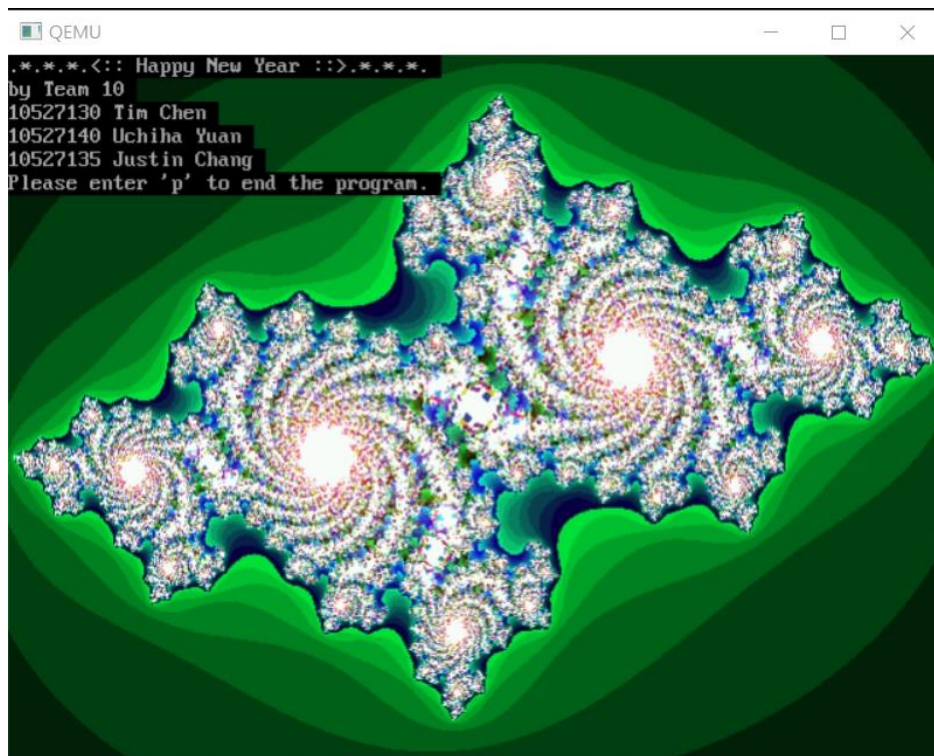 QEMU
.*.*.*.<:: Happy New Year ::>.*.*.*.
by Team 10
10527130 Tim Chen
10527140 Uchiha Yuan
10527135 Justin Chang
Please enter 'p' to end the program.